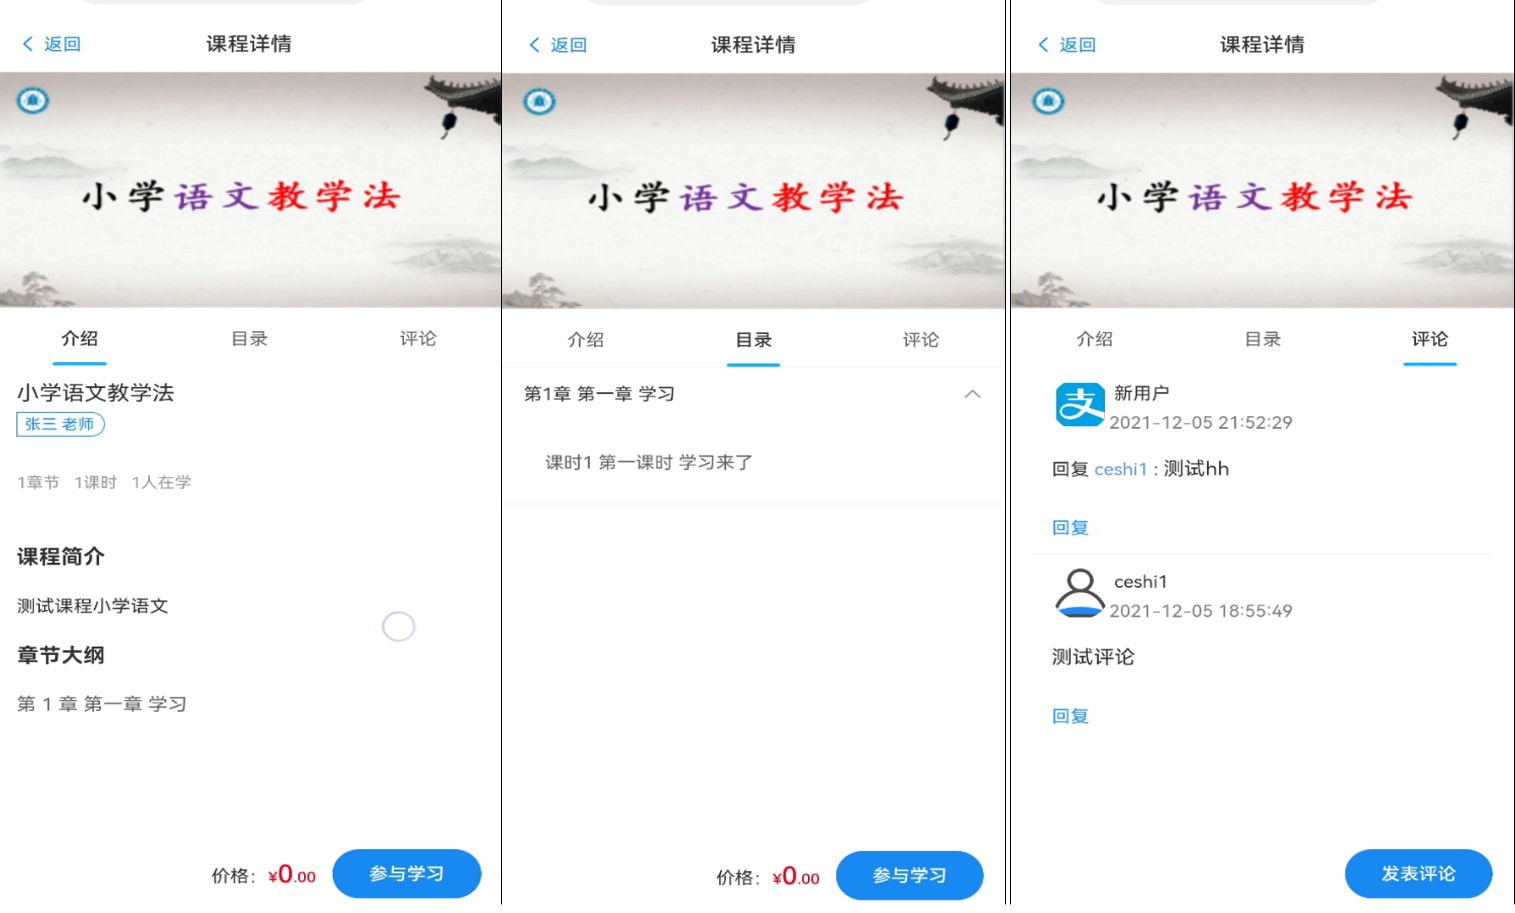 返回
课程详情
小学语文教学法
介绍 目录 评论
小学语文教学法
张三 老师
1章节 1课时 1人在学
课程简介
测试课程小学语文
章节大纲
第 1 章 第一章 学习
价格: ¥0.00 参与学习
返回
课程详情
小学语文教学法
介绍 目录 评论
第1章 第一章 学习
课时1 第一课时 学习来了
价格: ¥0.00 参与学习
返回
课程详情
小学语文教学法
介绍 目录 评论
支
新用户
2021-12-05 21:52:29
回复 ceshi1 : 测试hh
回复
ceshi1
2021-12-05 18:55:49
测试评论
回复
发表评论